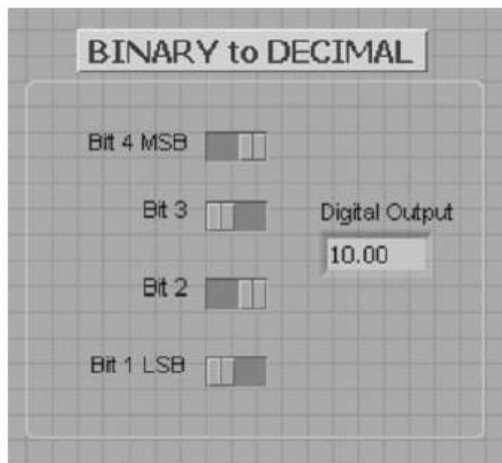 BINARY to DECIMAL
Bit 4 MSB
Bit 3
Digital Output
10.00
Bit 2
Bit 1 LSB